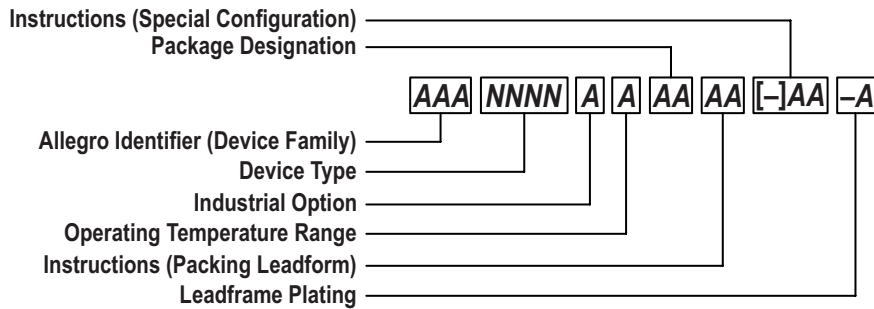 Instructions (Special Configuration)
Package Designation
AAA NNNN A A AA AA [–]AA –A
Allegro Identifier (Device Family)
Device Type
Industrial Option
Operating Temperature Range
Instructions (Packing Leadform)
Leadframe Plating